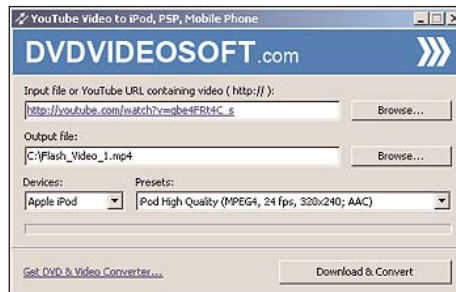 YouTube Video to iPod, PSP, Mobile Phone
DVDVIDEOSOFT.com
Input file or YouTube URL containing video ( http:// ):
http://youtube.com/watch?v=qbe4FRt4C_s
Browse...
Output file:
C:\Flash_Video_1.mp4
Browse...
Devices:
Presets:
Apple iPod
iPod High Quality (MPEG4, 24 fps, 320x240; AAC)
Get DVD & Video Converter...
Download & Convert